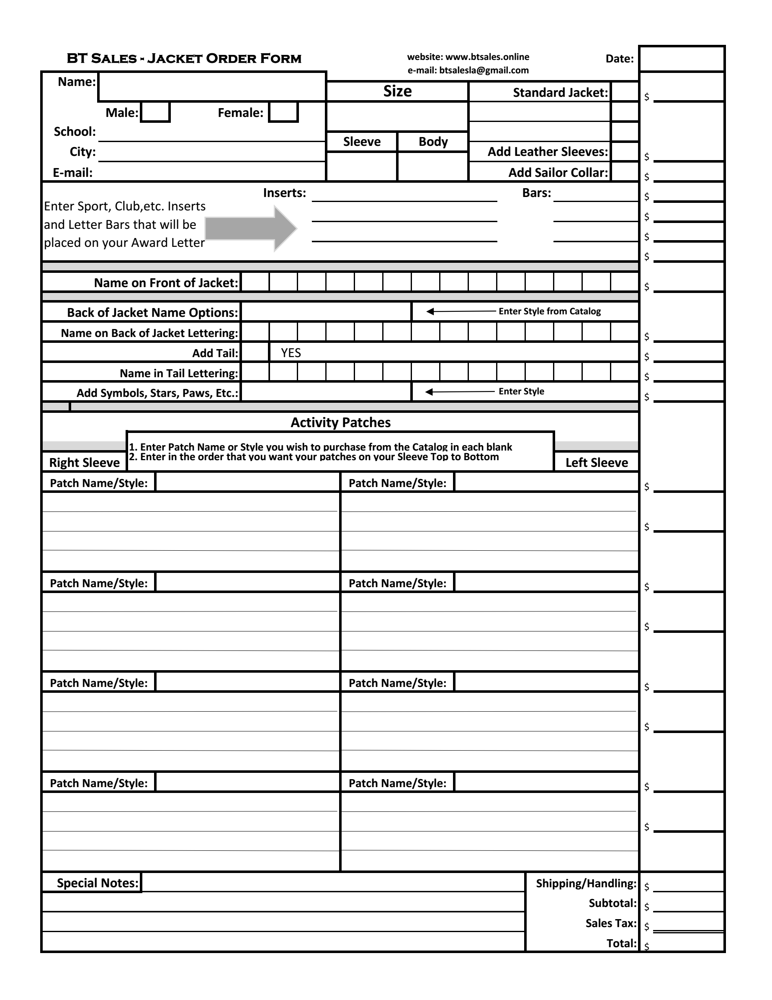 BT Sales - Jacket Order Form
website: www.btsales.online
e-mail: btsalesla@gmail.com
Date:
Name:
Size
Standard Jacket:
$
Male:
Female:
School:
Sleeve
Body
City:
Add Leather Sleeves:
$
E-mail:
Add Sailor Collar:
$
Inserts:
Bars:
$
Enter Sport, Club,etc. Inserts
and Letter Bars that will be
placed on your Award Letter
$
$
$
Name on Front of Jacket:
$
Back of Jacket Name Options:
Enter Style from Catalog
Name on Back of Jacket Lettering:
$
Add Tail:
YES
$
Name in Tail Lettering:
$
Add Symbols, Stars, Paws, Etc.:
Enter Style
$
Activity Patches
1. Enter Patch Name or Style you wish to purchase from the Catalog in each blank
2. Enter in the order that you want your patches on your Sleeve Top to Bottom
Right Sleeve
Left Sleeve
Patch Name/Style:
Patch Name/Style:
$
$
Patch Name/Style:
Patch Name/Style:
$
$
Patch Name/Style:
Patch Name/Style:
$
$
Patch Name/Style:
Patch Name/Style:
$
$
Special Notes:
Shipping/Handling:
$
Subtotal:
$
Sales Tax:
$
Total:
$